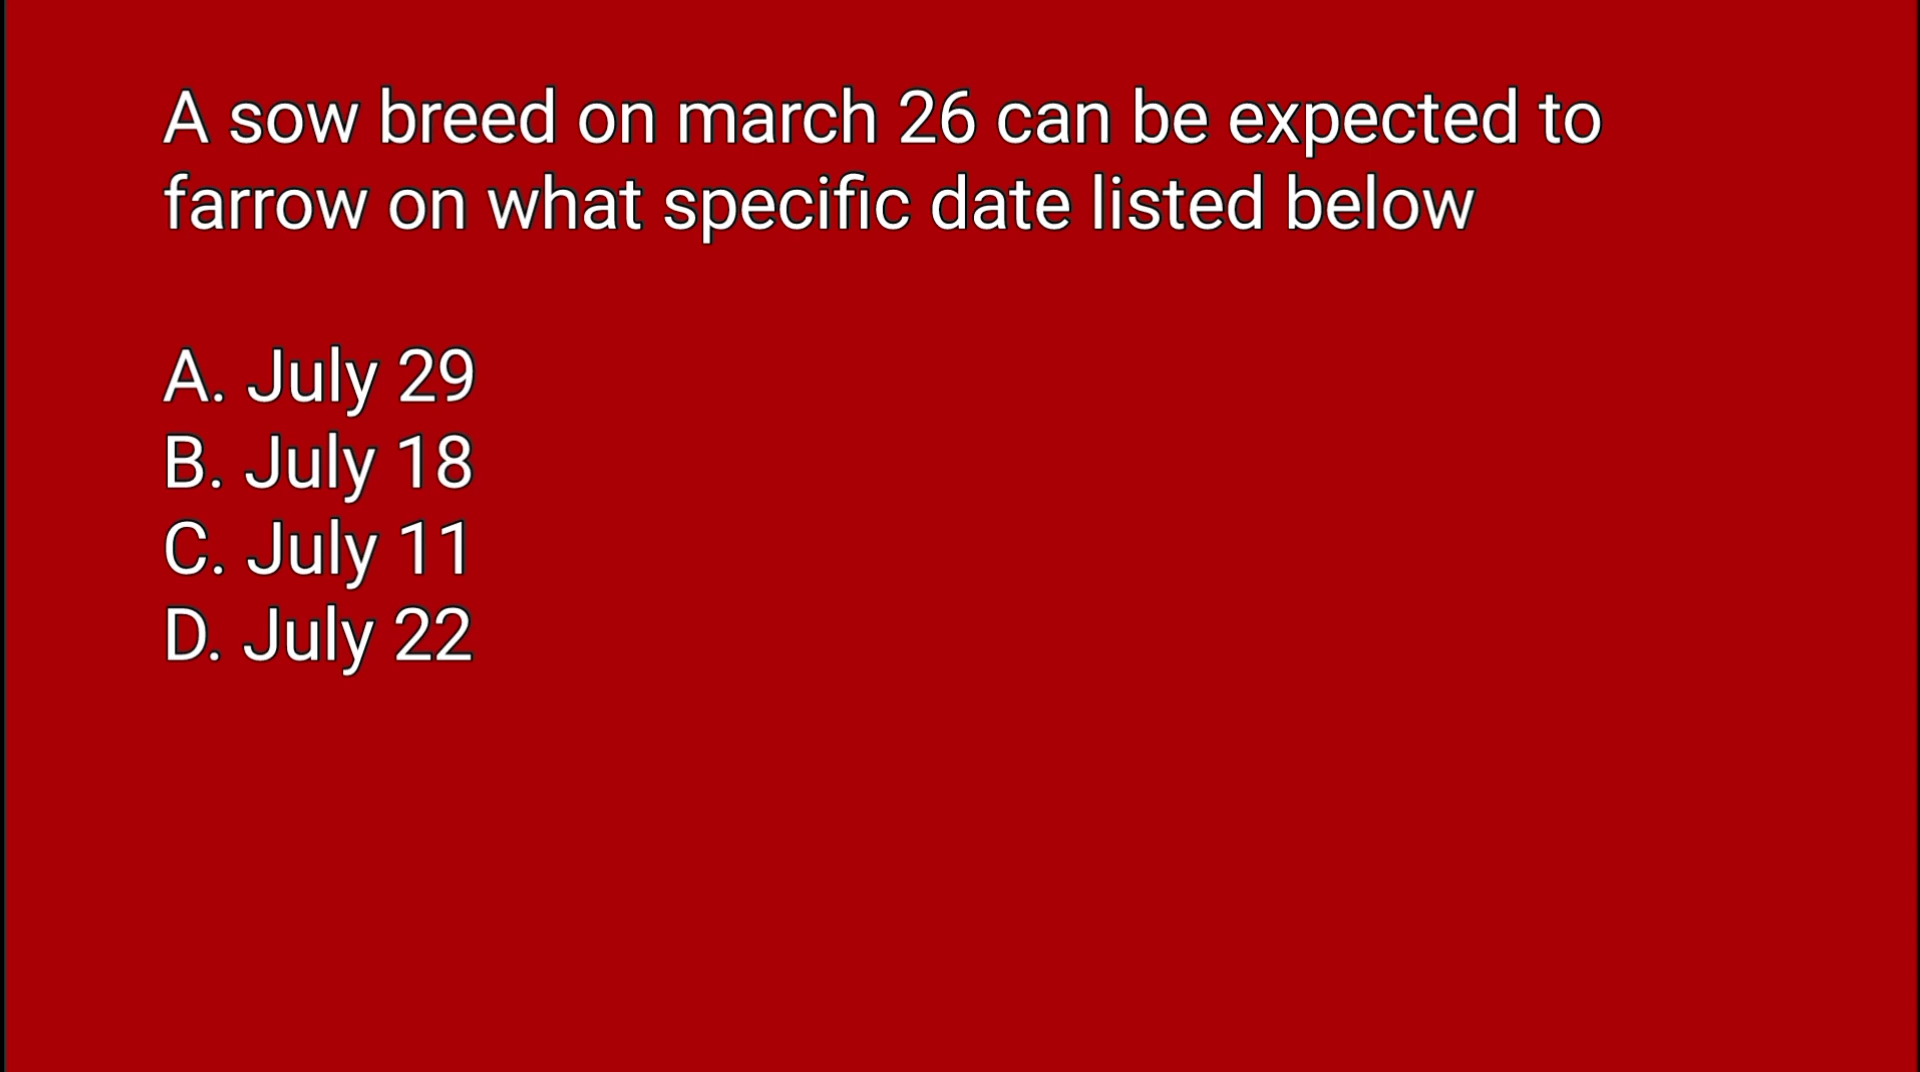 A sow breed on march 26 can be expected to
farrow on what specific date listed below
A. July 29
B. July 18
C. July 11
D. July 22